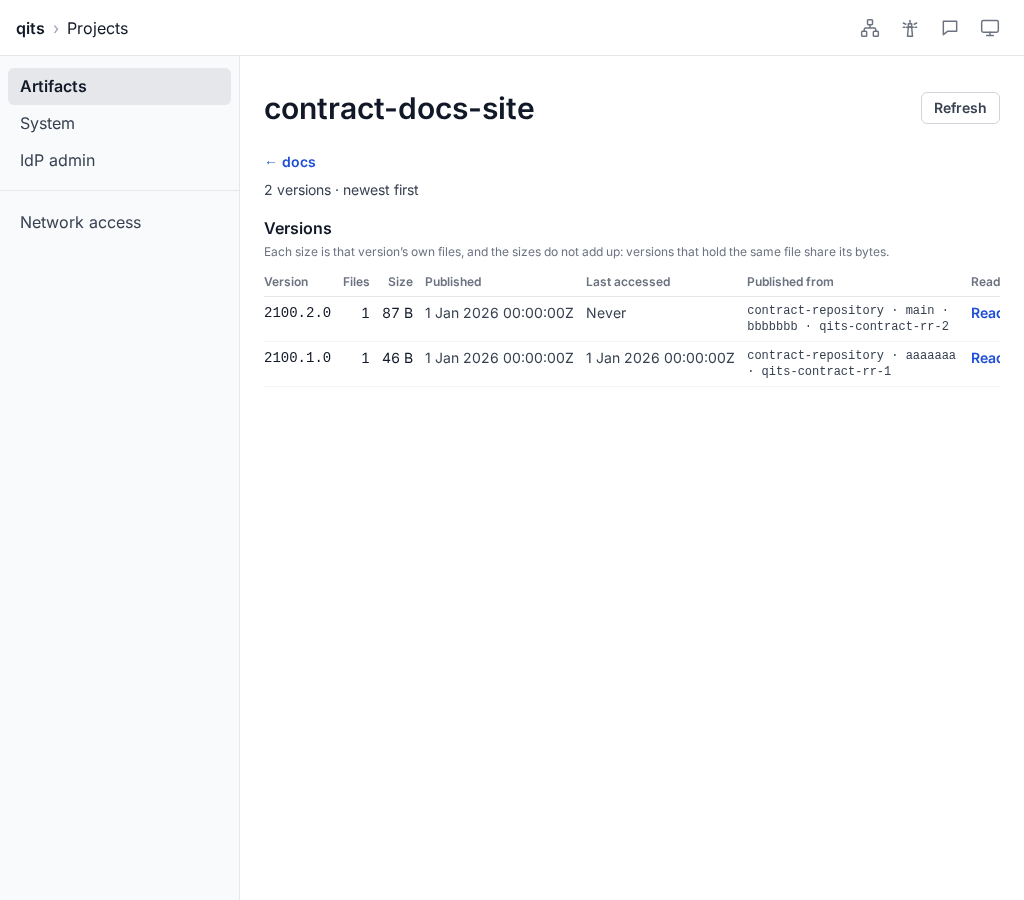 qits › Projects
Artifacts
System
IdP admin
Network access
contract-docs-site
Refresh
← docs
2 versions · newest first
Versions
Each size is that version’s own files, and the sizes do not add up: versions that hold the same file share its bytes.
Version Files Size Published Last accessed Published from Read
2100.2.0 1 87 B 1 Jan 2026 00:00:00Z Never contract-repository · main · bbbbbbb · qits-contract-rr-2 Read
2100.1.0 1 46 B 1 Jan 2026 00:00:00Z 1 Jan 2026 00:00:00Z contract-repository · aaaaaaa · qits-contract-rr-1 Read